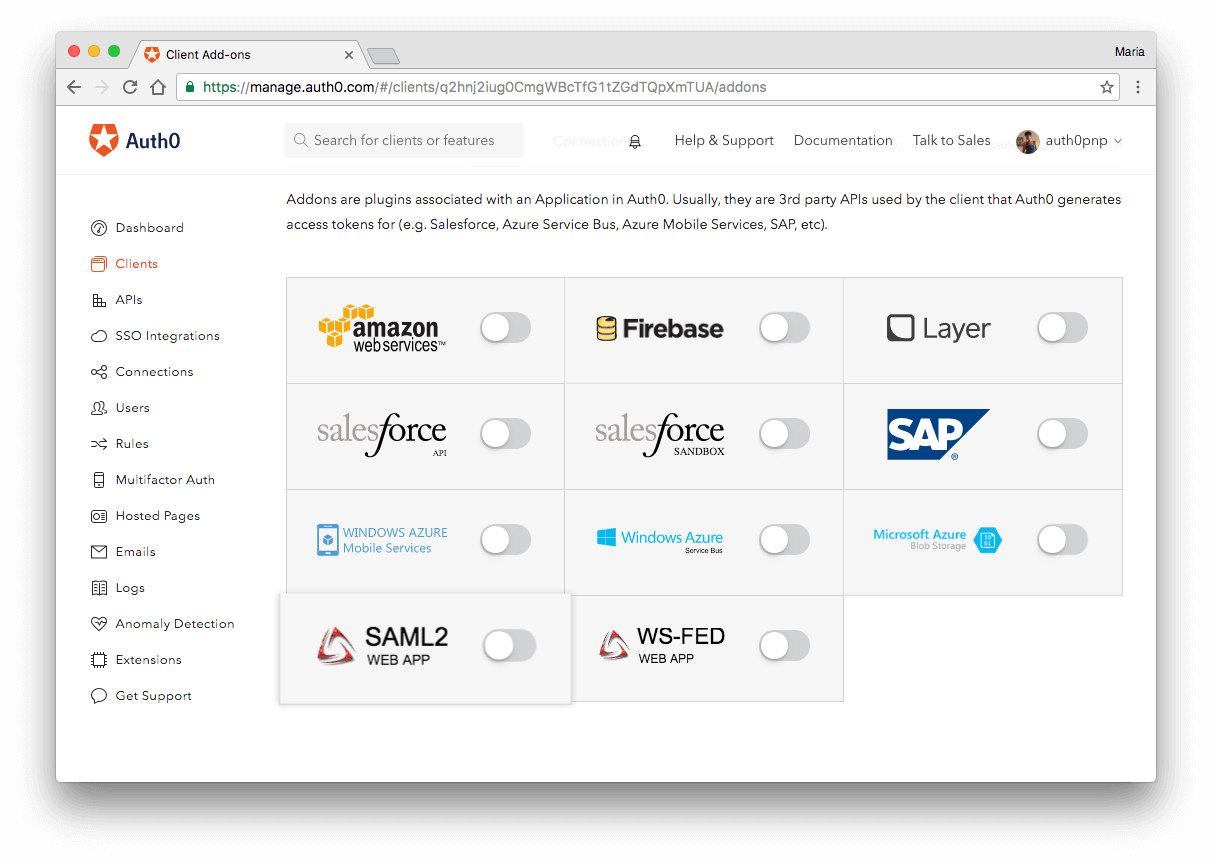 Client Add-ons
Maria
https://manage.auth0.com/#/clients/q2hnj2iug0CmgWBcTfG1tZGdTQpXmTUA/addons
Auth0
Search for clients or features
Connection
Help & Support
Documentation
Talk to Sales
auth0pnp
Addons are plugins associated with an Application in Auth0. Usually, they are 3rd party APIs used by the client that Auth0 generates
access tokens for (e.g. Salesforce, Azure Service Bus, Azure Mobile Services, SAP, etc).
Dashboard
Clients
APIs
SSO Integrations
Connections
Users
Rules
Multifactor Auth
Hosted Pages
Emails
Logs
Anomaly Detection
Extensions
Get Support
amazon
web services™
Firebase
Layer
salesforce
API
salesforce
SANDBOX
SAP®
WINDOWS AZURE
Mobile Services
Windows Azure
Service Bus
Microsoft Azure
Blob Storage
SAML2
WEB APP
WS-FED
WEB APP